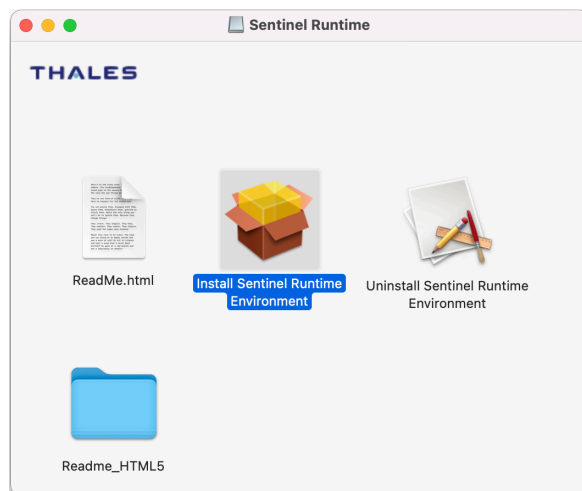 Sentinel Runtime
THALES
ReadMe.html
Install Sentinel Runtime
Environment
Uninstall Sentinel Runtime
Environment
Readme_HTML5